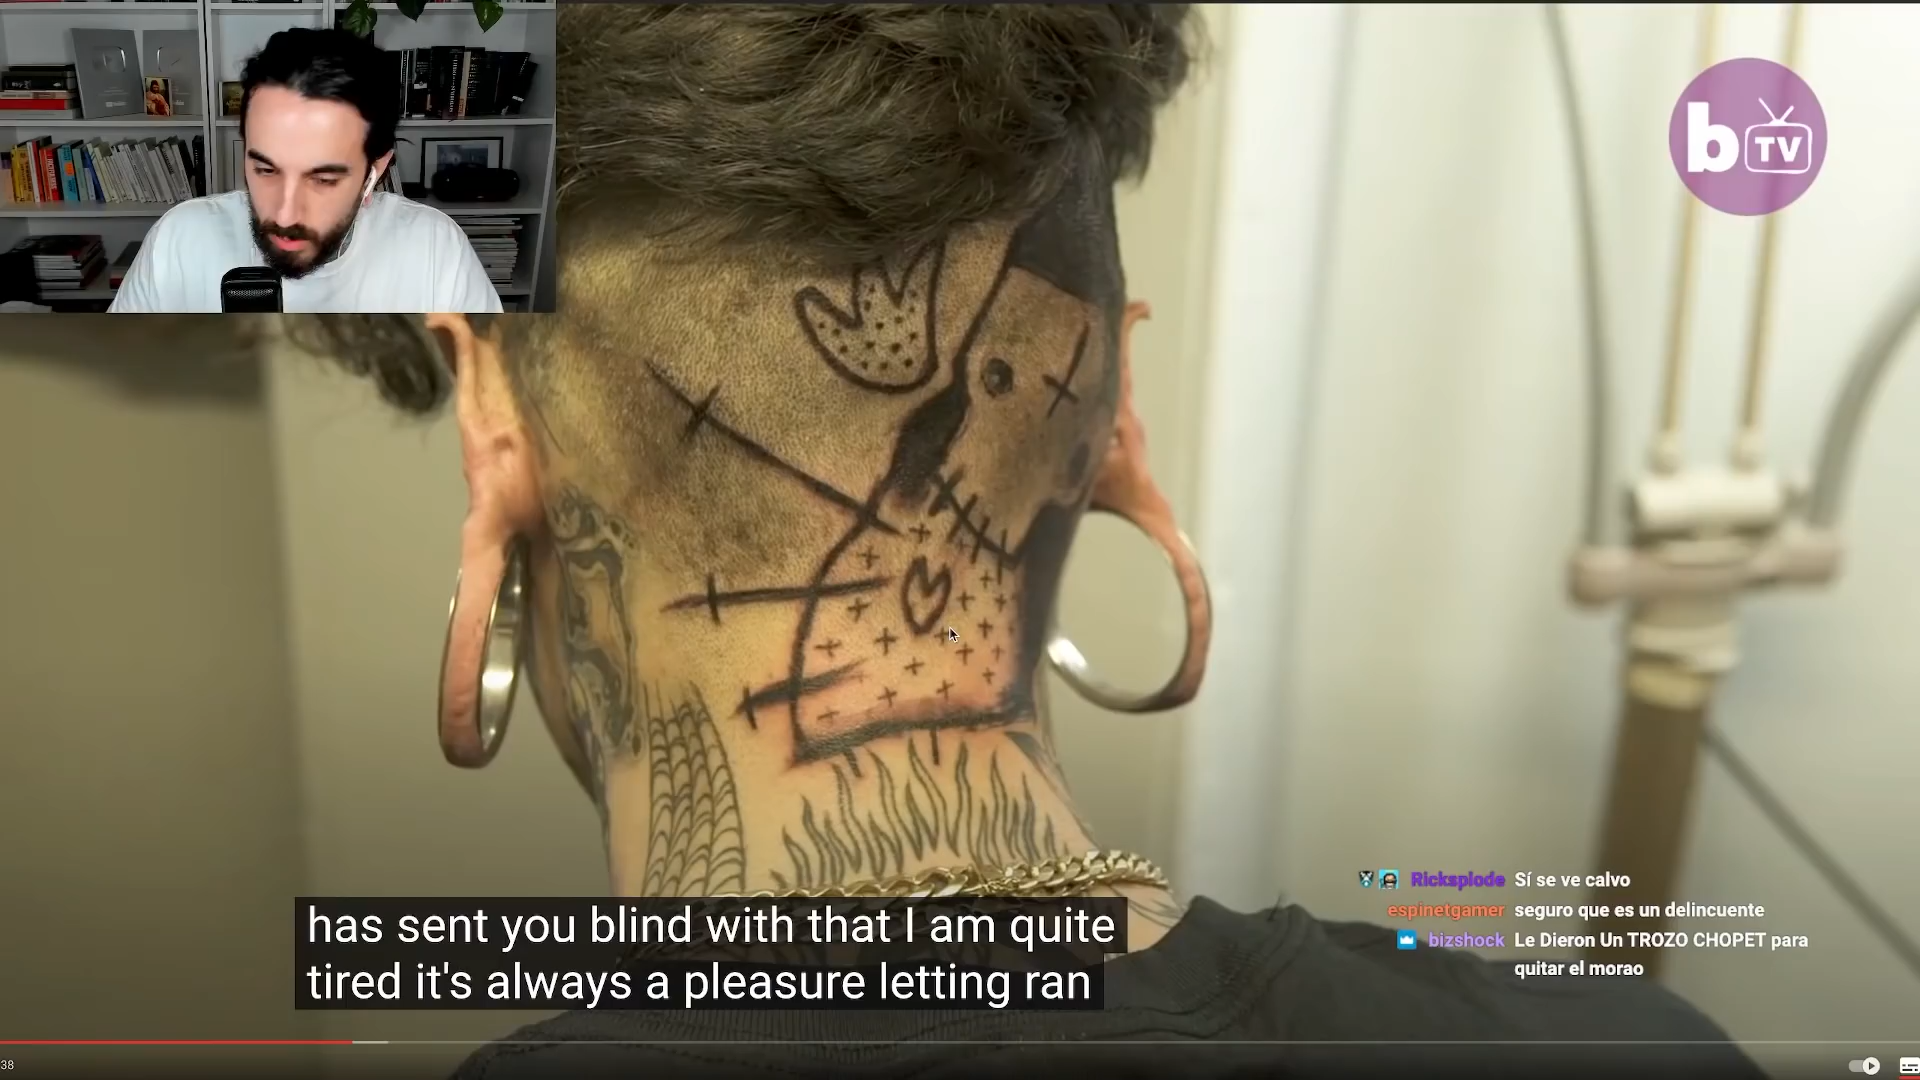 b TV
has sent you blind with that I am quite
tired it's always a pleasure letting ran
Ricksplode Sí se ve calvo
espinetgamer seguro que es un delincuente
bizshock Le Dieron Un TROZO CHOPET para
quitar el morao
38